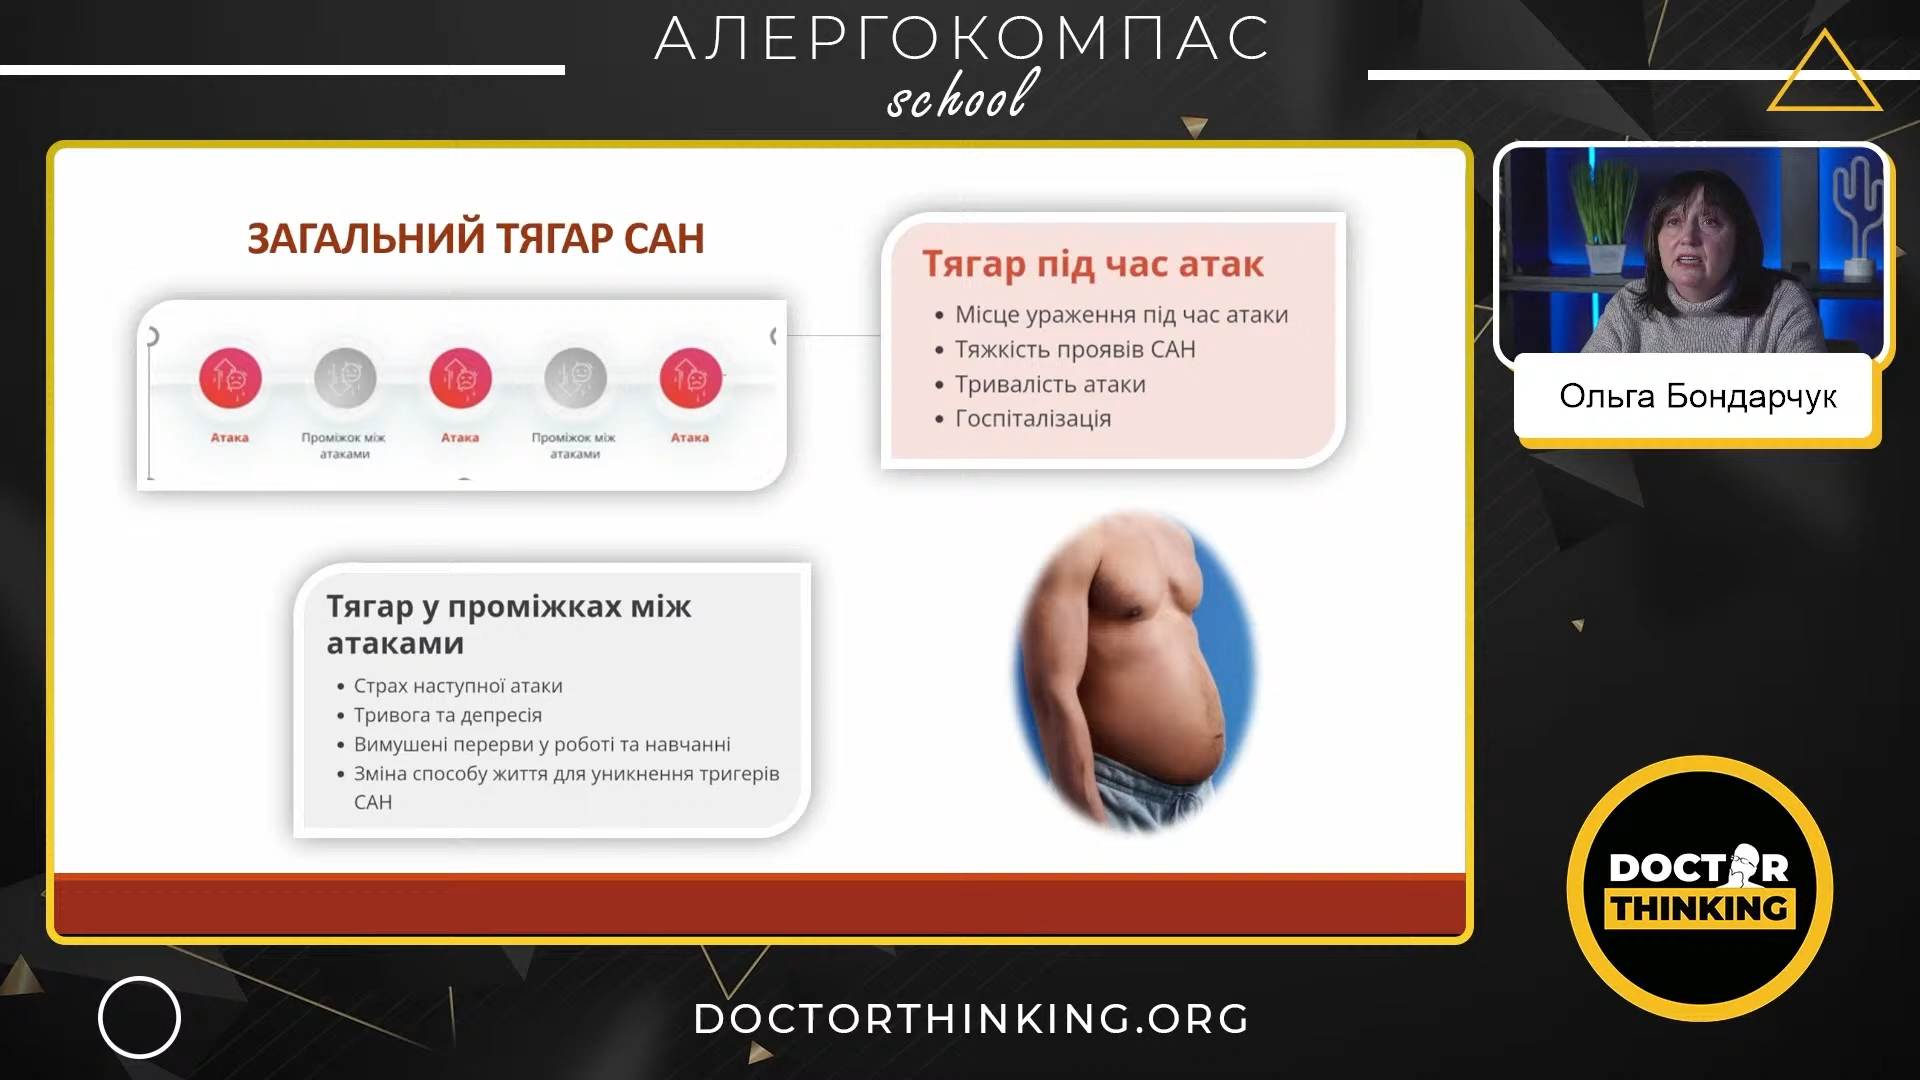 АЛЕРГОКОМПАС
school
ЗАГАЛЬНИЙ ТЯГАР САН
Атака
Проміжок між
атаками
Атака
Проміжок між
атаками
Атака
Тягар під час атак
• Місце ураження під час атаки
• Тяжкість проявів САН
• Тривалість атаки
• Госпіталізація
Тягар у проміжках між
атаками
• Страх наступної атаки
• Тривога та депресія
• Вимушені перерви у роботі та навчанні
• Зміна способу життя для уникнення тригерів
САН
Ольга Бондарчук
DOCTOR
THINKING
DOCTORTHINKING.ORG